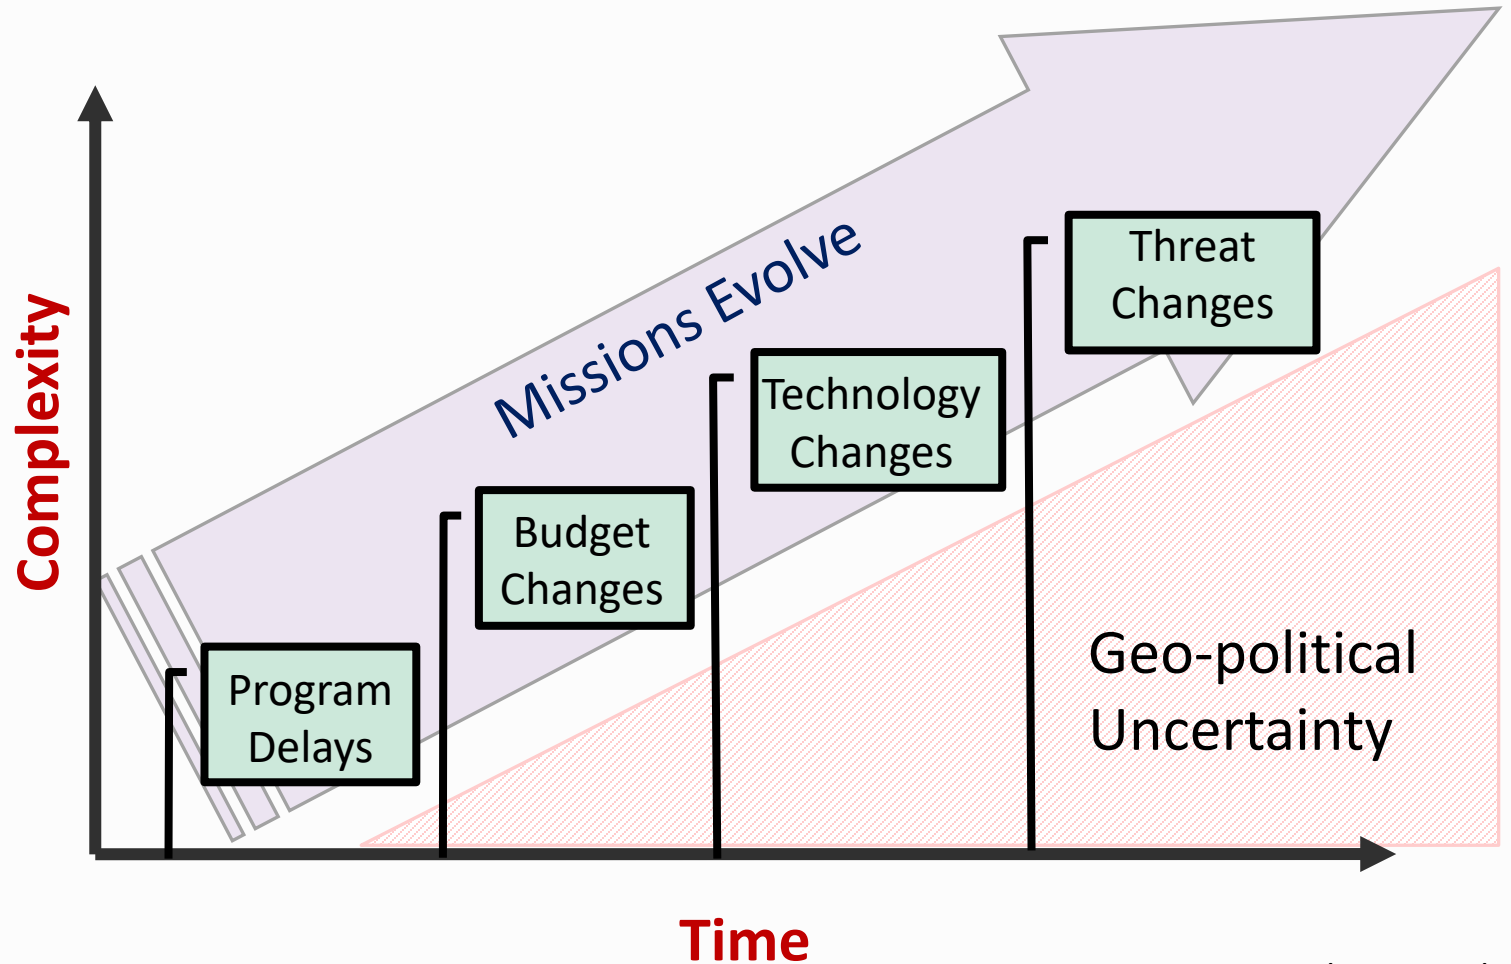 Complexity
Missions Evolve
Threat
Changes
Technology
Changes
Budget
Changes
Program
Delays
Geo-political
Uncertainty
Time